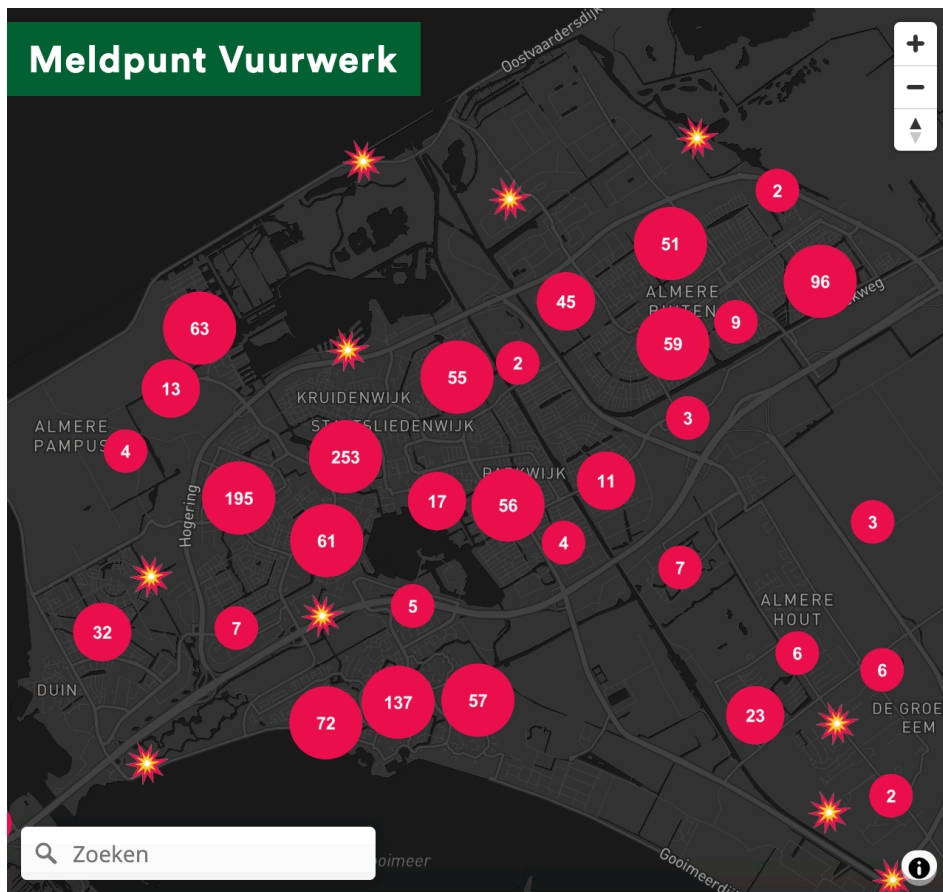 Meldpunt Vuurwerk
Oostvaardersdijk
2
51
96
45
ALMERE
9
59
63
2
55
13
3
KRUIDENWIJK
ALMERE
PAMPUS
4
253
195
Hogering
17
56
11
61
4
3
7
5
7
32
ALMERE
HOUT
6
6
DUIN
72
137
57
23
DE GROE
EEM
2
Zoeken
Gooimeerdij